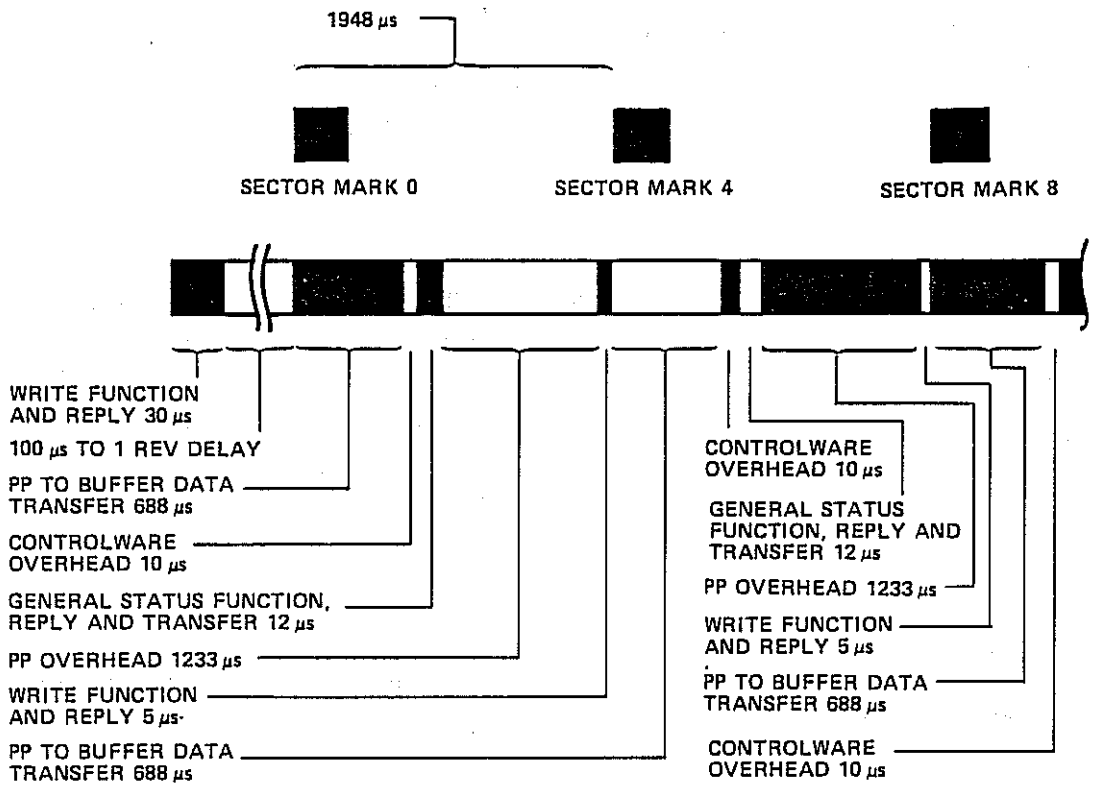 1948 μs
SECTOR MARK 0
SECTOR MARK 4
SECTOR MARK 8
WRITE FUNCTION
AND REPLY 30 μs
100 μs TO 1 REV DELAY
PP TO BUFFER DATA
TRANSFER 688 μs
CONTROLWARE
OVERHEAD 10 μs
GENERAL STATUS FUNCTION,
REPLY AND TRANSFER 12 μs
PP OVERHEAD 1233 μs
WRITE FUNCTION
AND REPLY 5 μs
PP TO BUFFER DATA
TRANSFER 688 μs
CONTROLWARE
OVERHEAD 10 μs
GENERAL STATUS
FUNCTION, REPLY AND
TRANSFER 12 μs
PP OVERHEAD 1233 μs
WRITE FUNCTION
AND REPLY 5 μs
PP TO BUFFER DATA
TRANSFER 688 μs
CONTROLWARE
OVERHEAD 10 μs